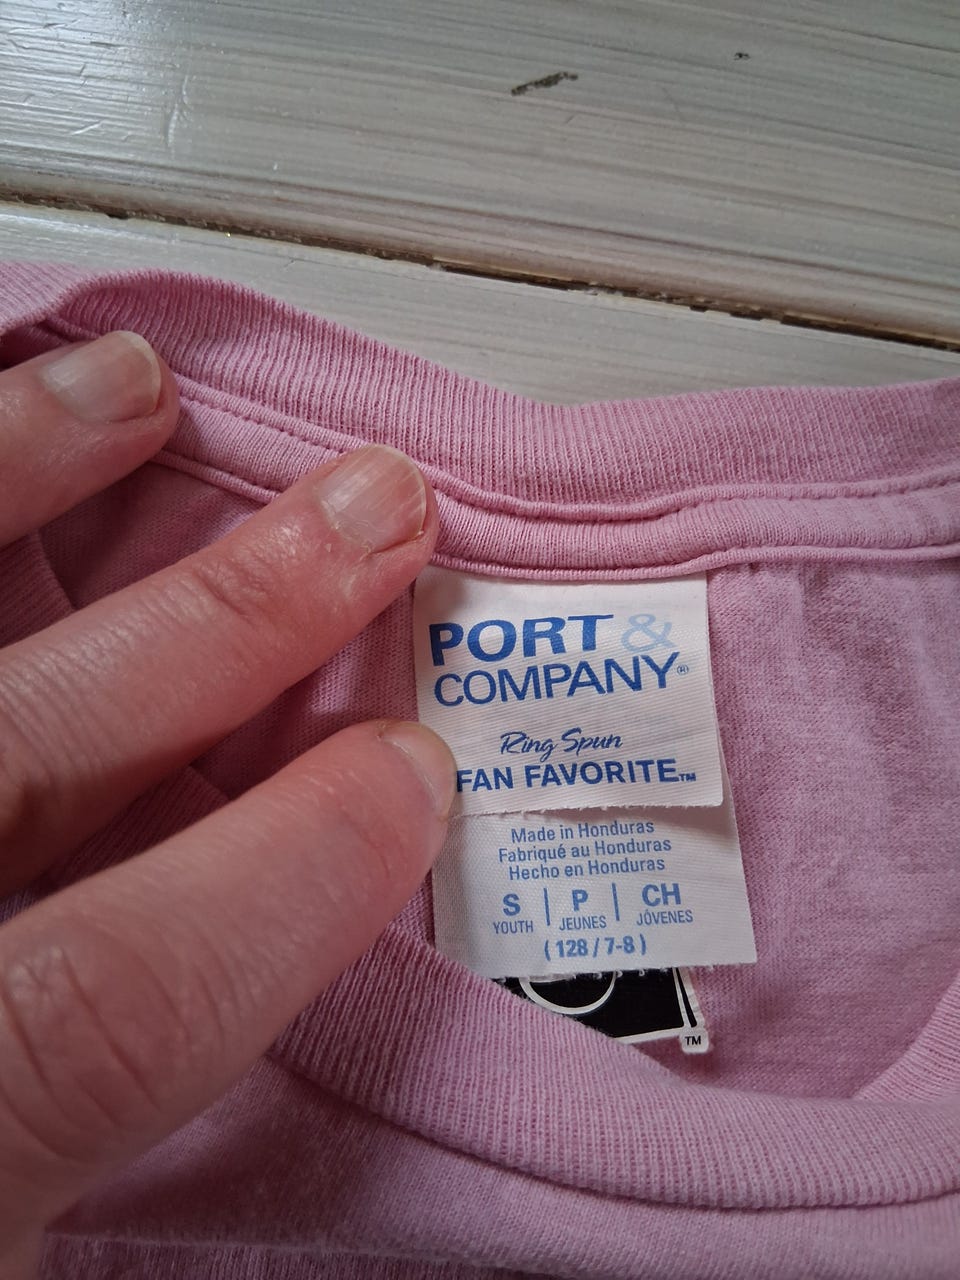 PORT &
COMPANY®
Ring Spun
FAN FAVORITE™
Made in Honduras
Fabriqué au Honduras
Hecho en Honduras
S | P | CH
YOUTH JEUNES JÓVENES
( 128 / 7-8 )
TM